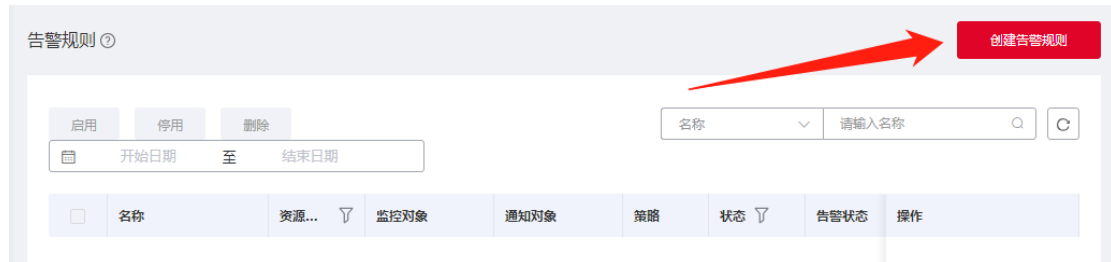 告警规则 ?
创建告警规则
启用 停用 删除
名称 请输入名称
开始日期 至 结束日期
名称 资源... 监控对象 通知对象 策略 状态 告警状态 操作